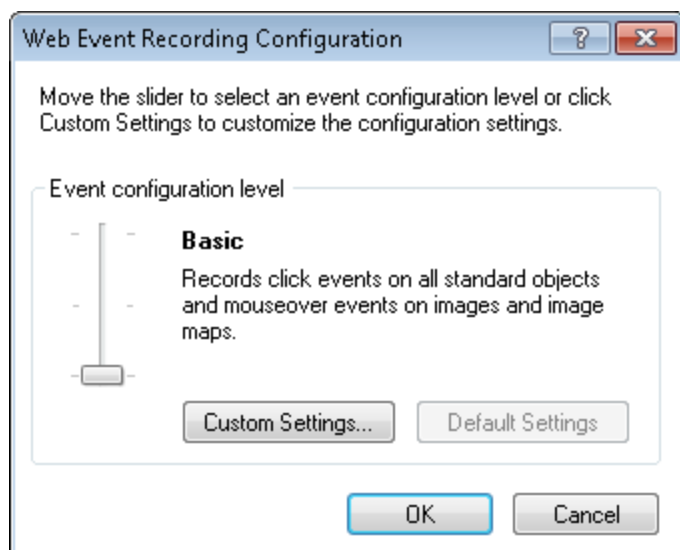 Web Event Recording Configuration
Move the slider to select an event configuration level or click
Custom Settings to customize the configuration settings.
Event configuration level
Basic
Records click events on all standard objects
and mouseover events on images and image
maps.
Custom Settings...
Default Settings
OK
Cancel